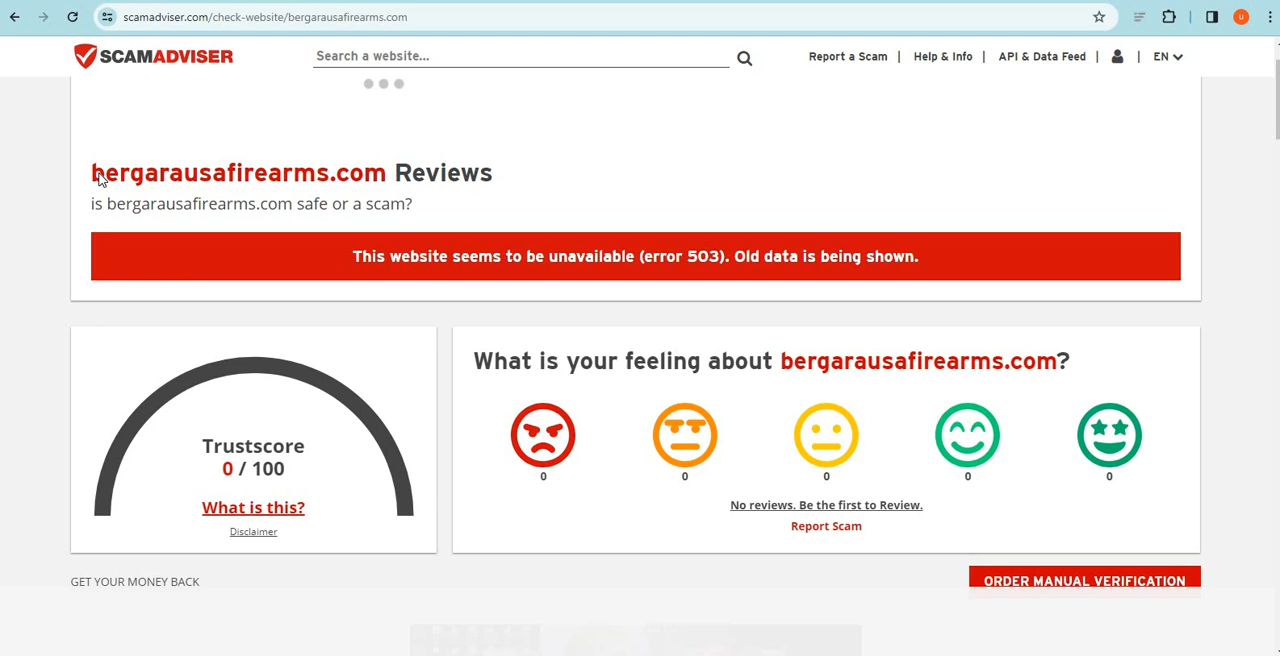 scamadviser.com/check-website/bergarausafirearms.com
u
SCAMADVISER
Search a website...
Report a Scam | Help & Info | API & Data Feed | | EN
bergarausafirearms.com Reviews
is bergarausafirearms.com safe or a scam?
This website seems to be unavailable (error 503). Old data is being shown.
Trustscore
0 / 100
What is this?
Disclaimer
What is your feeling about bergarausafirearms.com?
0 0 0 0 0
No reviews. Be the first to Review.
Report Scam
GET YOUR MONEY BACK
ORDER MANUAL VERIFICATION